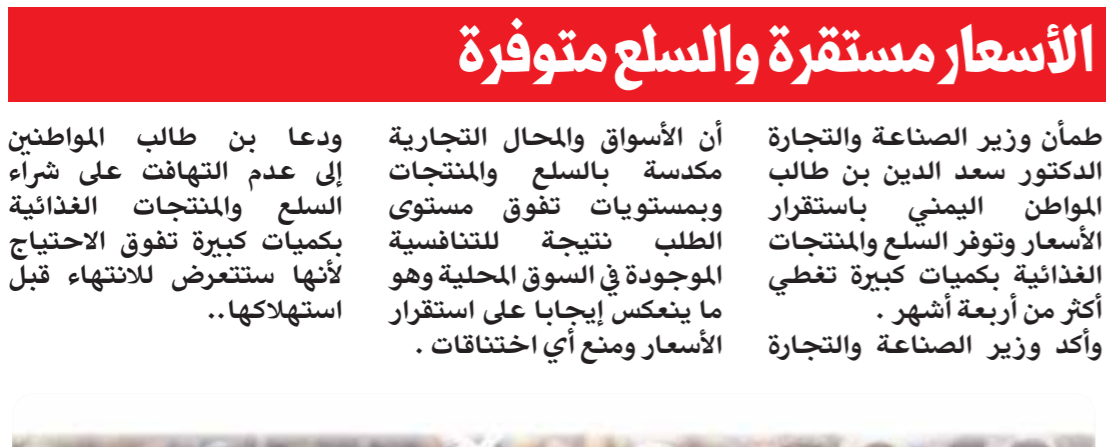 الأسعار مستقرة والسلع متوفرة
طمأن وزير الصناعة والتجارة
الدكتور سعد الدين بن طالب
المواطن اليمني باستقرار
الأسعار وتوفر السلع والمنتجات
الغذائية بكميات كبيرة تغطي
أكثر من أربعة أشهر .
وأكد وزير الصناعة والتجارة
أن الأسواق والمحال التجارية
مكدسة بالسلع والمنتجات
وبمستويات تفوق مستوى
الطلب نتيجة للتنافسية
الموجودة في السوق المحلية وهو
ما ينعكس إيجابا على استقرار
الأسعار ومنع أي اختناقات .
ودعا بن طالب المواطنين
إلى عدم التهافت على شراء
السلع والمنتجات الغذائية
بكميات كبيرة تفوق الاحتياج
لأنها ستتعرض للانتهاء قبل
استهلاكها..